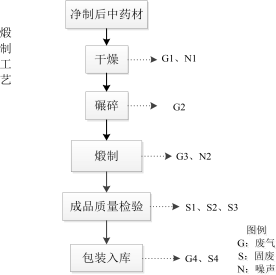 煅制工艺
净制后中药材
干燥
G1、N1
碾碎
G2
煅制
G3、N2
成品质量检验
S1、S2、S3
包装入库
G4、S4
图例
G：废气
S：固废
N：噪声